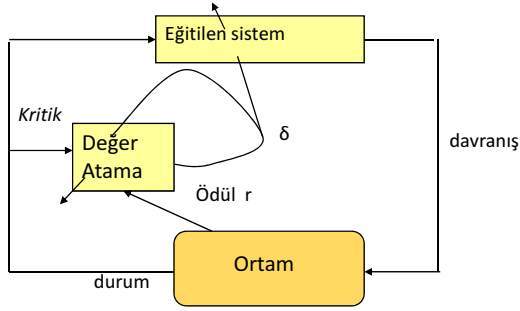 Eğitilen sistem
Kritik
Değer
Atama
δ
davranış
Ödül r
Ortam
durum